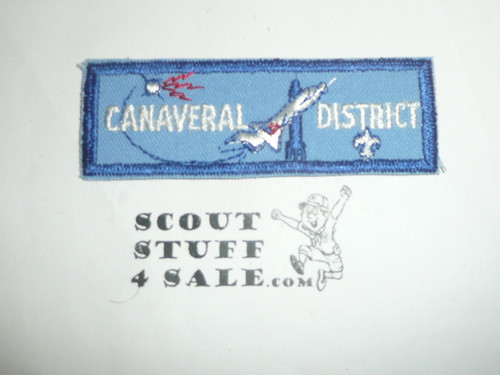 CANAVERAL DISTRICT
SCOUT
STUFF
4 SALE.COM